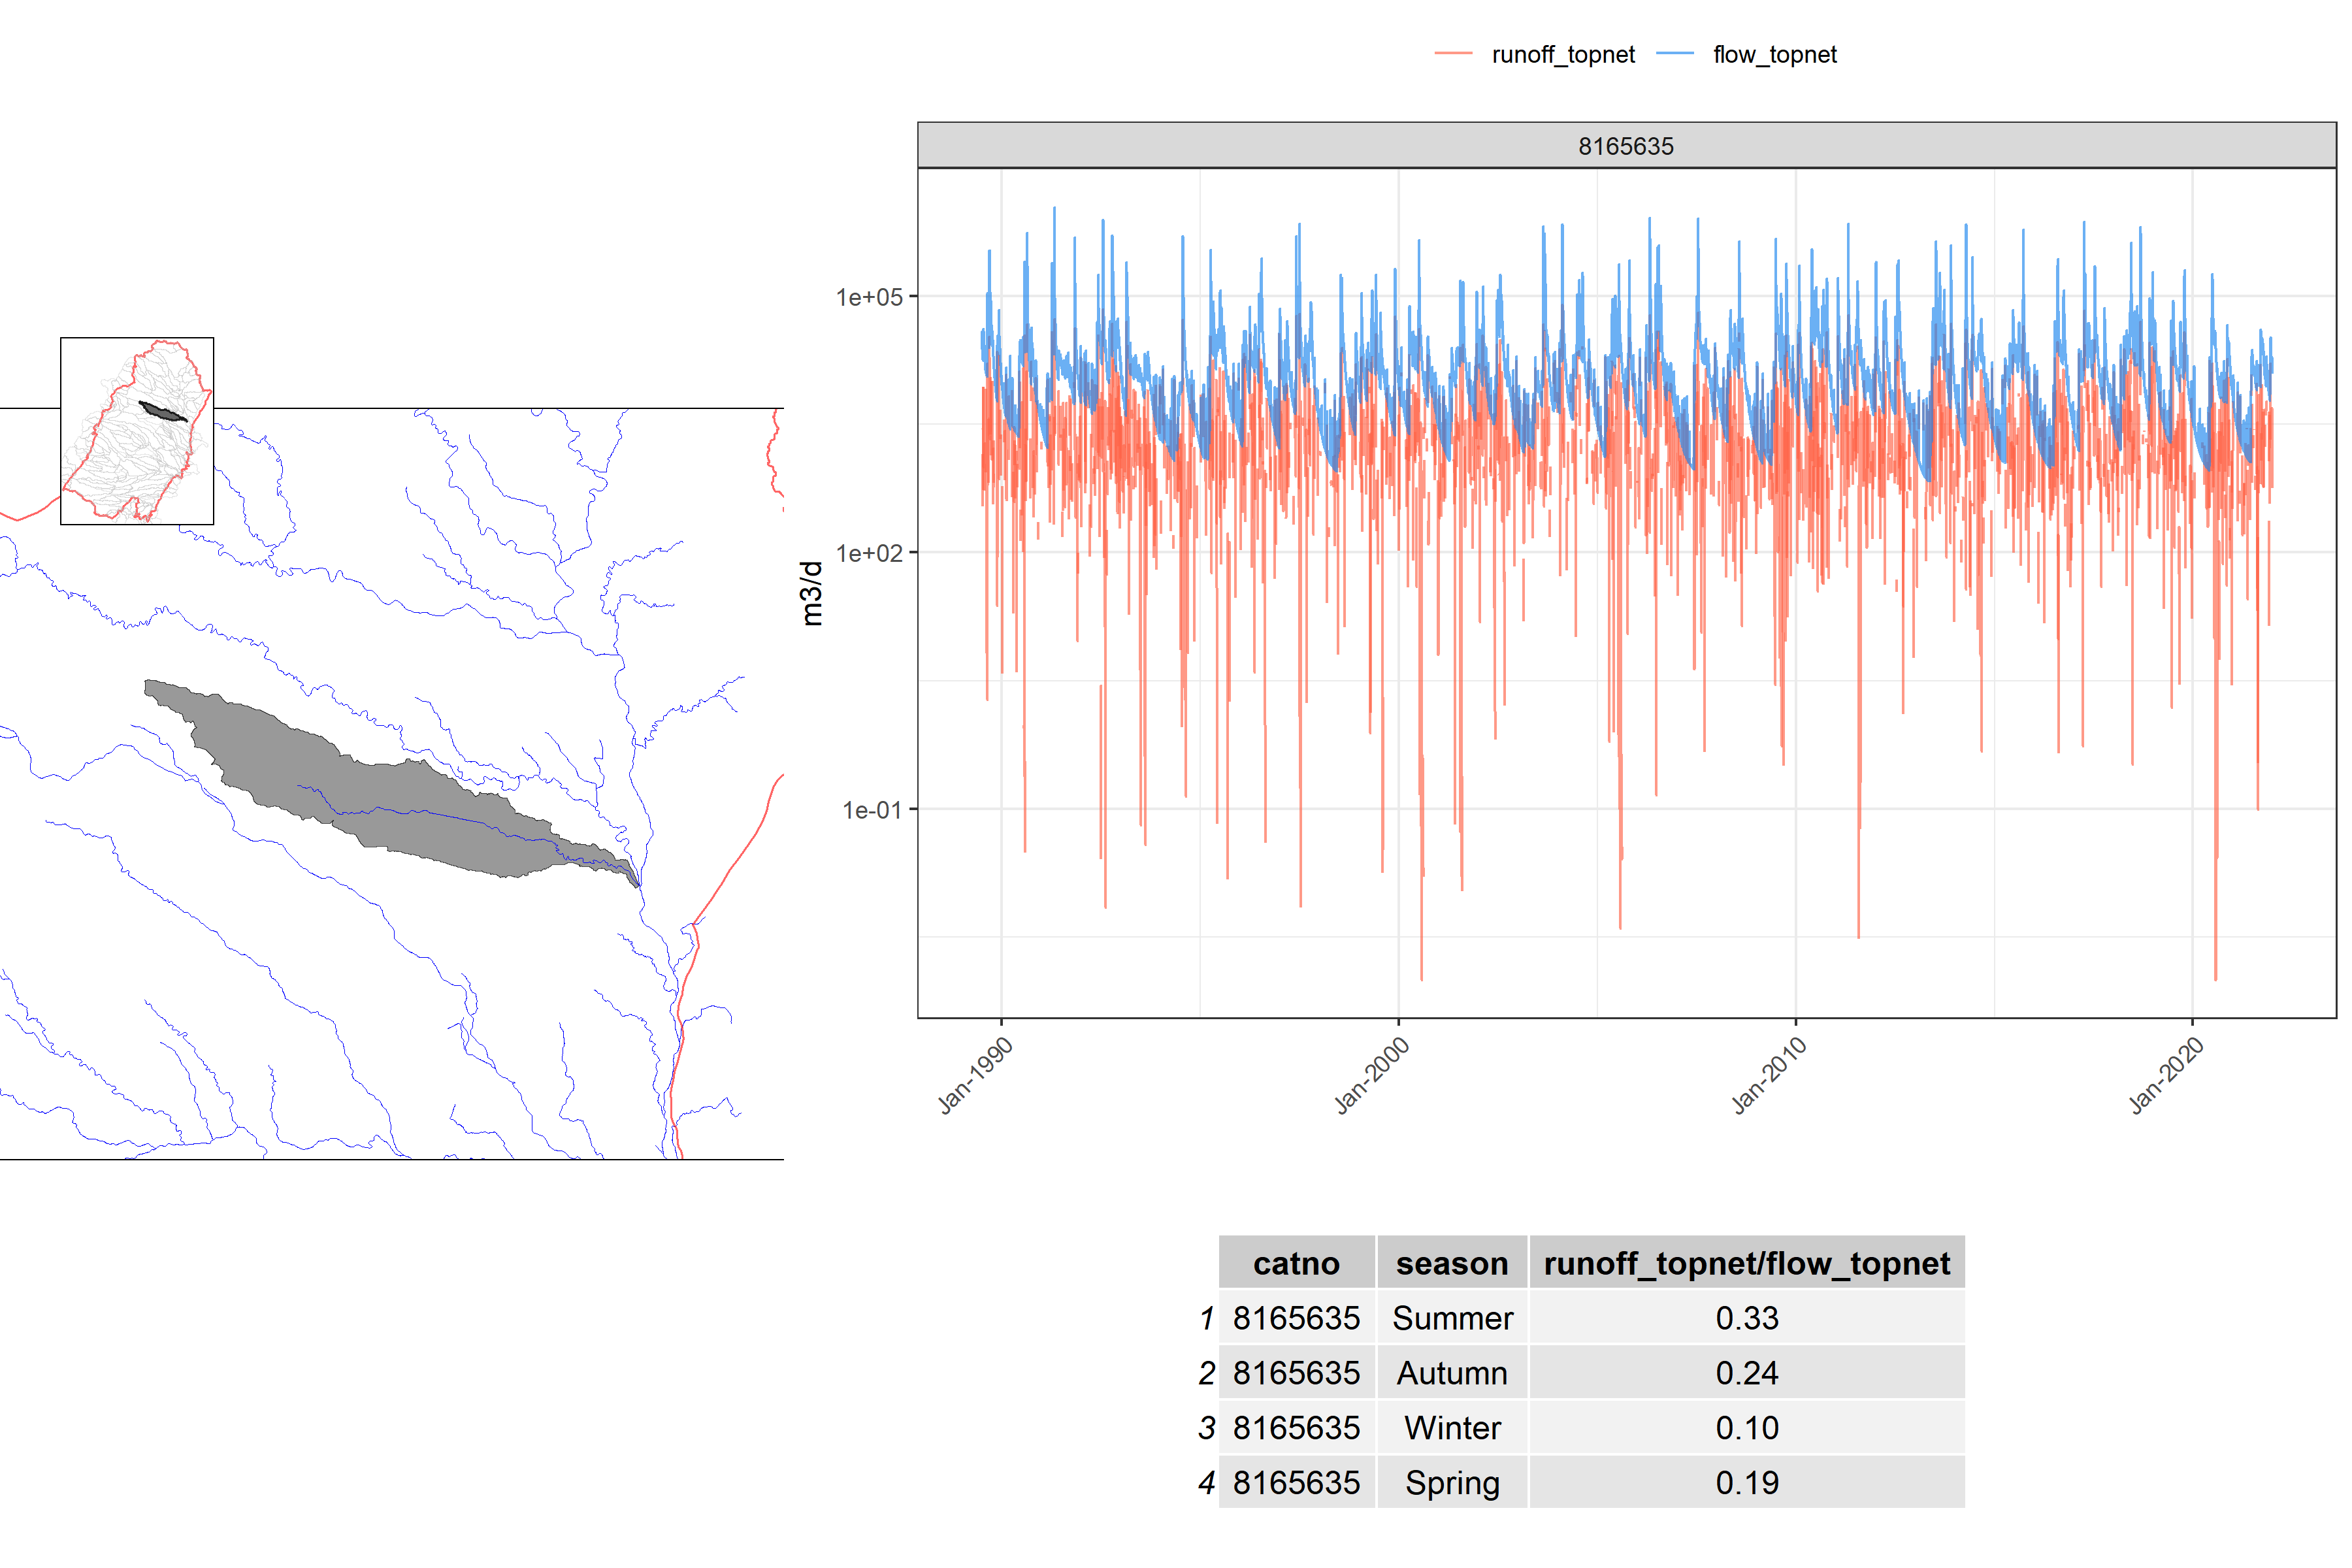 runoff_topnet flow_topnet
8165635
m3/d
1e+05
1e+02
1e-01
Jan-1990 Jan-2000 Jan-2010 Jan-2020
catno season runoff_topnet/flow_topnet
1 8165635 Summer 0.33
2 8165635 Autumn 0.24
3 8165635 Winter 0.10
4 8165635 Spring 0.19